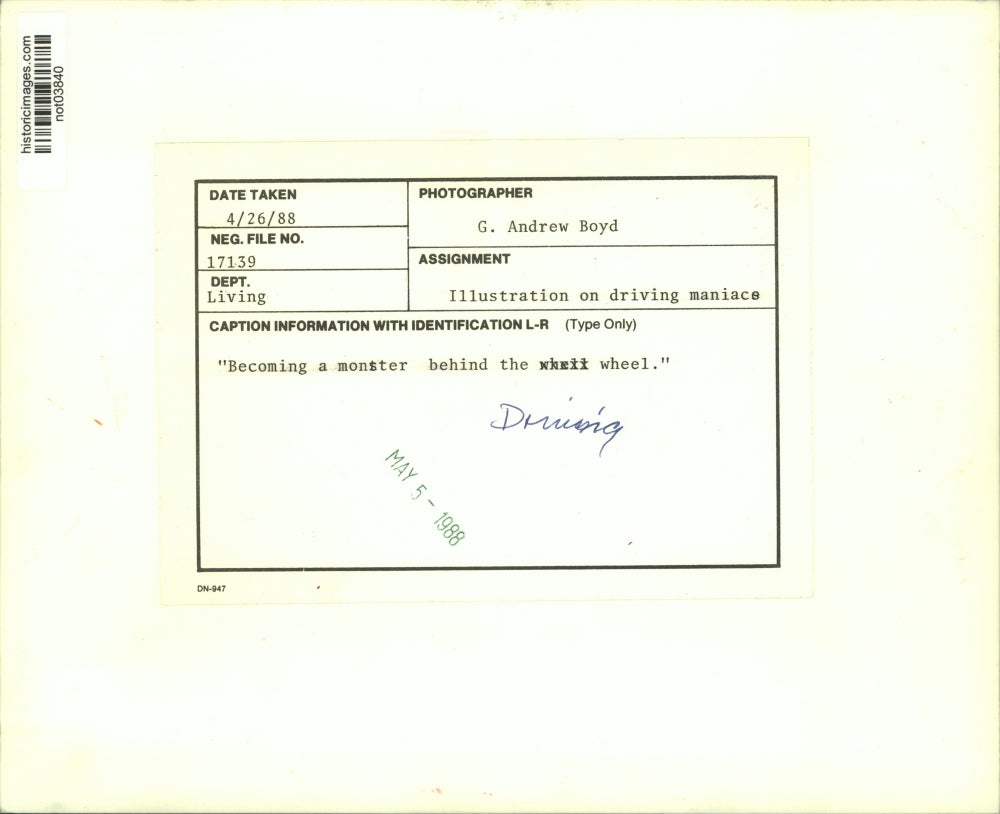 historicimages.com
not03840
DATE TAKEN
4/26/88
NEG. FILE NO.
17139
DEPT.
Living
PHOTOGRAPHER
G. Andrew Boyd
ASSIGNMENT
Illustration on driving maniacs
CAPTION INFORMATION WITH IDENTIFICATION L-R (Type Only)
"Becoming a monster behind the wheel."
Driving
MAY 5 - 1988
DN-947